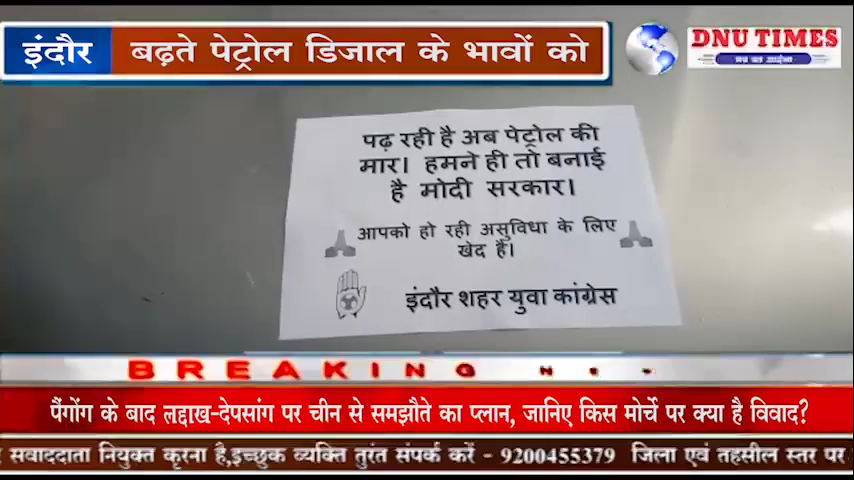 इंदौर
बढ़ते पेट्रोल डिजाल के भावों को
DNU TIMES
पढ़ रही है अब पेट्रोल की
मार। हमने ही तो बनाई
है मोदी सरकार।
आपको हो रही असुविधा के लिए
खेद है।
इंदौर शहर युवा कांग्रेस
BREAKING N
पैंगोंग के बाद लद्दाख-देपसांग पर चीन से समझौते का प्लान, जानिए किस मोर्चे पर क्या है विवाद?
सवाददाता नियुक्त करना है,इच्छुक व्यक्ति तुरंत संपर्क करें - 9200455379 जिला एवं तहसील स्तर पर